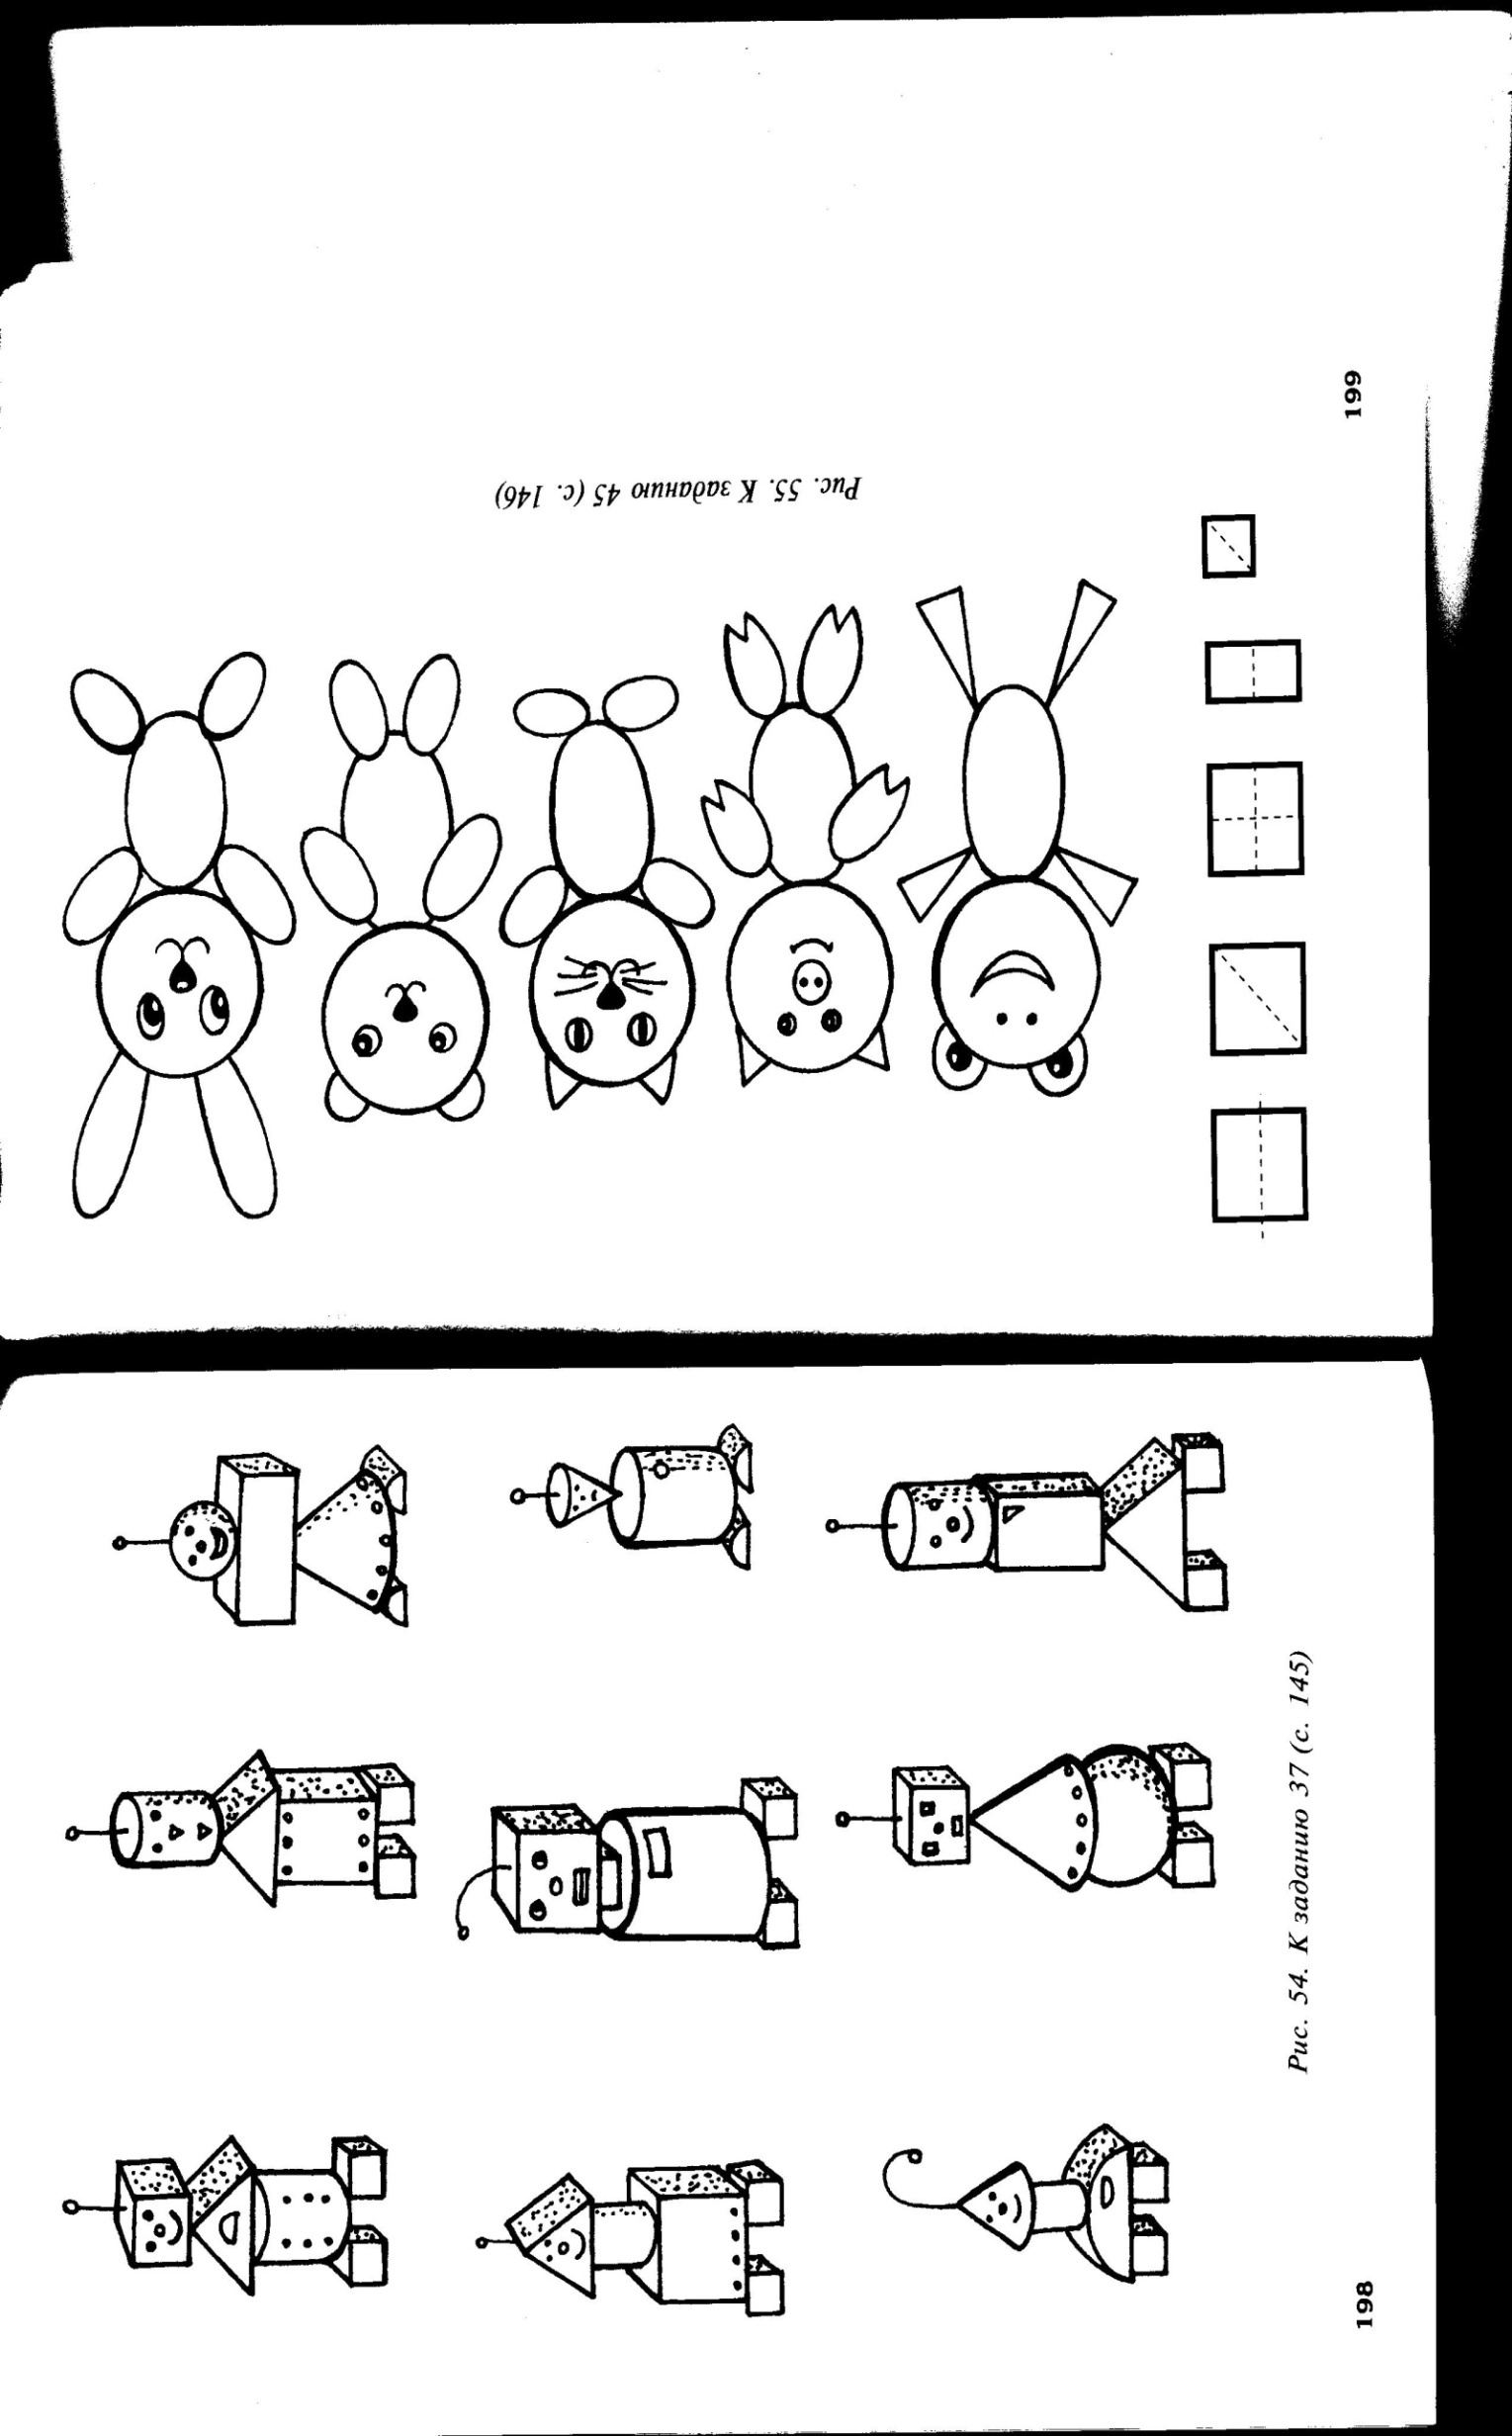 Рис. 54. К заданию 37 (с. 145)
198
Рис. 55. К заданию 45 (с. 146)
199